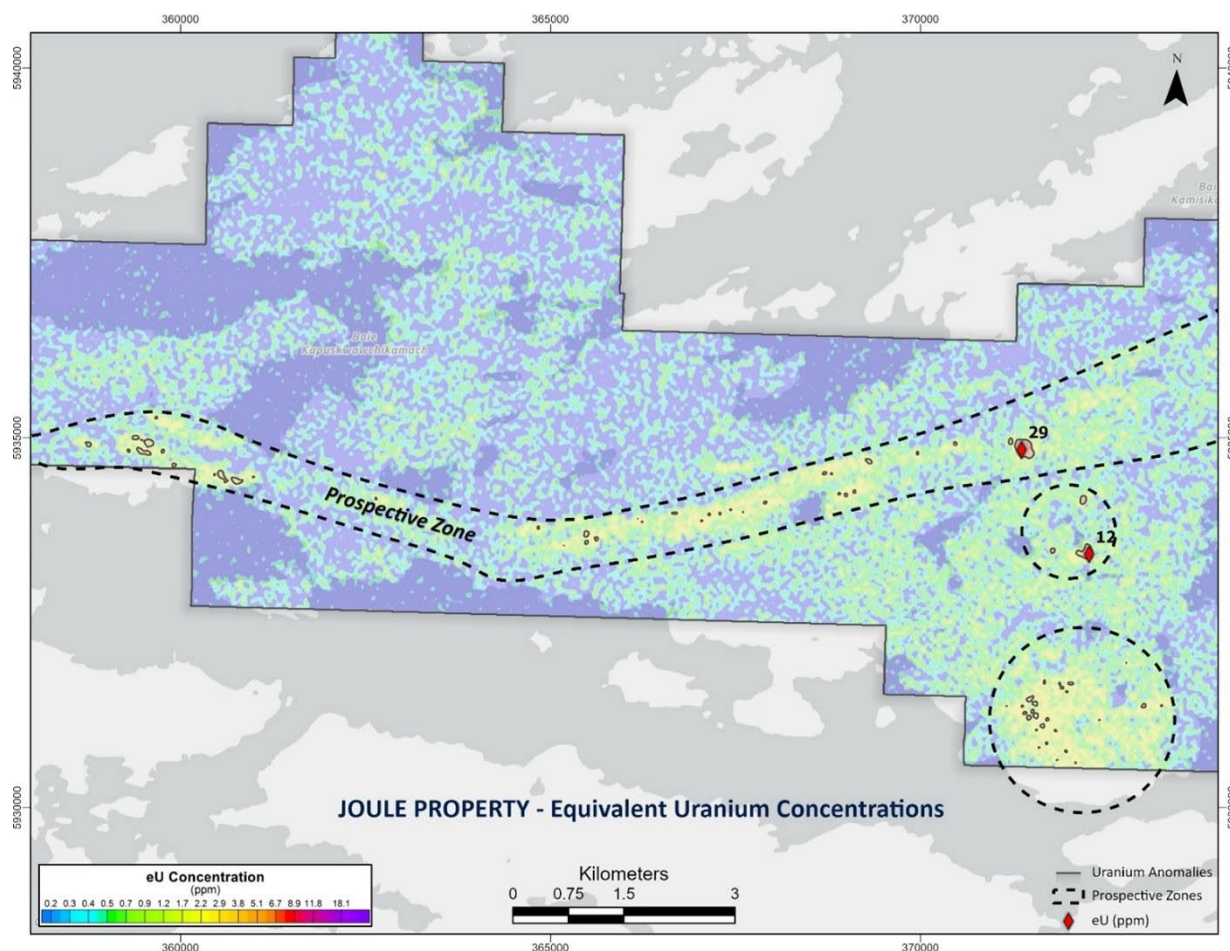 360000 365000 370000
5940000
N
Baie
Kapuskwawchikamach
5935000
29
Prospective Zone
12
5930000
JOULE PROPERTY - Equivalent Uranium Concentrations
eU Concentration
(ppm)
0.2 0.3 0.4 0.5 0.7 0.9 1.2 1.7 2.2 2.9 3.8 5.1 6.7 8.9 11.8 18.1
Kilometers
0 0.75 1.5 3
Uranium Anomalies
Prospective Zones
eU (ppm)
360000 365000 370000